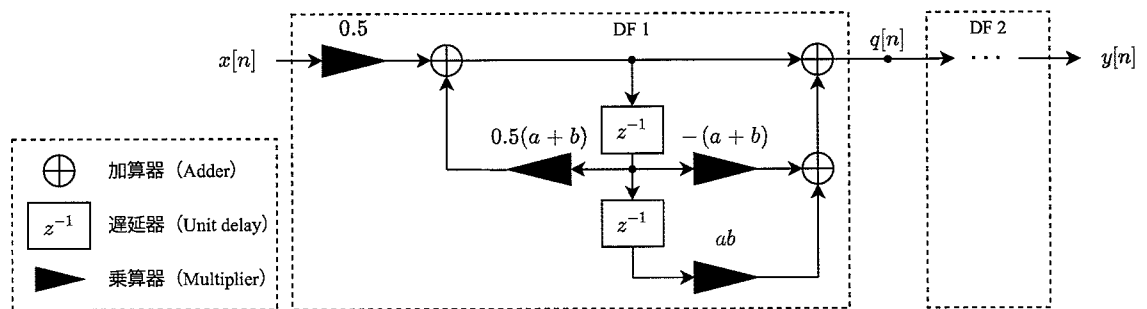 0.5
DF 1
q[n]
DF 2
x[n]
· · ·
y[n]
z⁻¹
0.5(a + b)
−(a + b)
z⁻¹
ab
加算器（Adder）
z⁻¹ 遅延器（Unit delay）
乗算器（Multiplier）